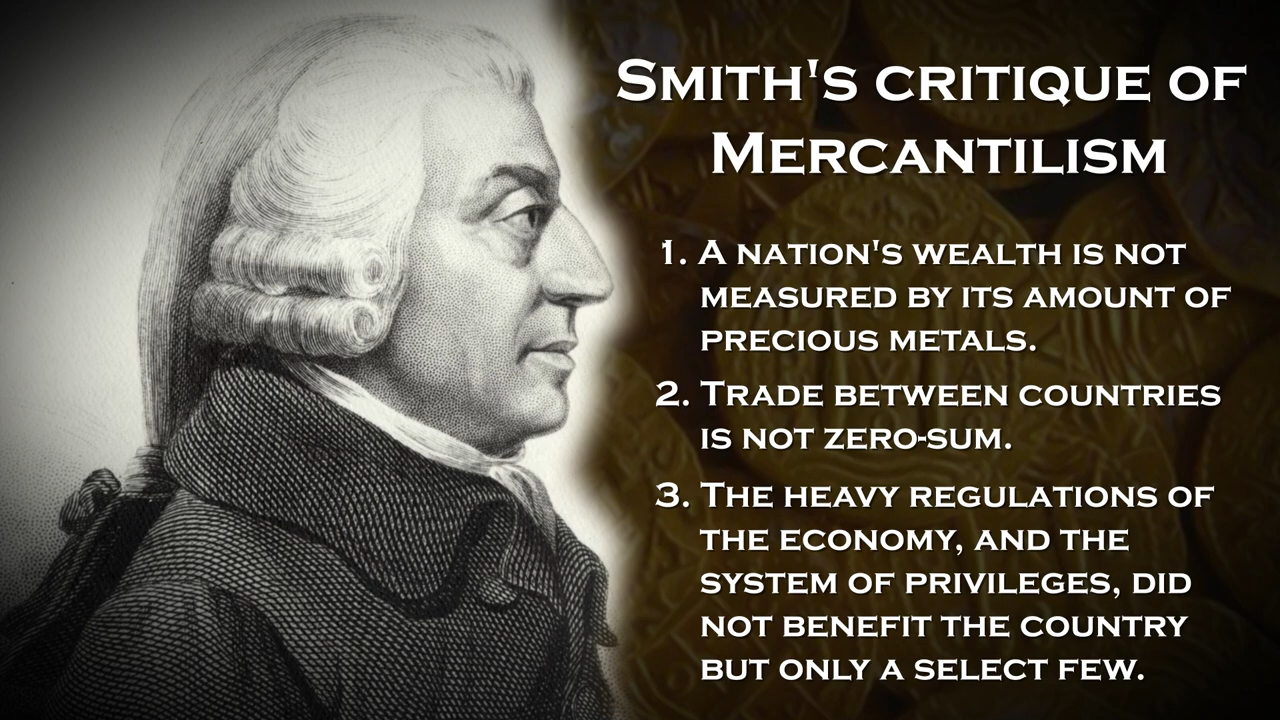 Smith's critique of
Mercantilism
1. A nation's wealth is not
measured by its amount of
precious metals.
2. Trade between countries
is not zero-sum.
3. The heavy regulations of
the economy, and the
system of privileges, did
not benefit the country
but only a select few.